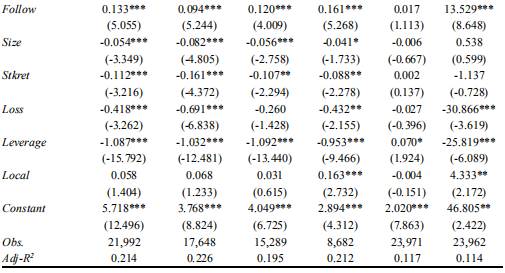 Follow 0.133*** 0.094*** 0.120*** 0.161*** 0.017 13.529***
(5.055) (5.244) (4.009) (5.268) (1.113) (8.648)
Size -0.054*** -0.082*** -0.056*** -0.041* -0.006 0.538
(-3.349) (-4.805) (-2.758) (-1.733) (-0.667) (0.599)
Stkret -0.112*** -0.161*** -0.107** -0.088** 0.002 -1.137
(-3.216) (-4.372) (-2.294) (-2.278) (0.137) (-0.728)
Loss -0.418*** -0.691*** -0.260 -0.432** -0.027 -30.866***
(-3.262) (-6.838) (-1.428) (-2.155) (-0.396) (-3.619)
Leverage -1.087*** -1.032*** -1.092*** -0.953*** 0.070* -25.819***
(-15.792) (-12.481) (-13.440) (-9.466) (1.924) (-6.089)
Local 0.058 0.068 0.031 0.163*** -0.004 4.333**
(1.404) (1.233) (0.615) (2.732) (-0.151) (2.172)
Constant 5.718*** 3.768*** 4.049*** 2.894*** 2.020*** 46.805**
(12.496) (8.824) (6.725) (4.312) (7.863) (2.422)
Obs. 21,992 17,648 15,289 8,682 23,971 23,962
Adj-R² 0.214 0.226 0.195 0.212 0.117 0.114